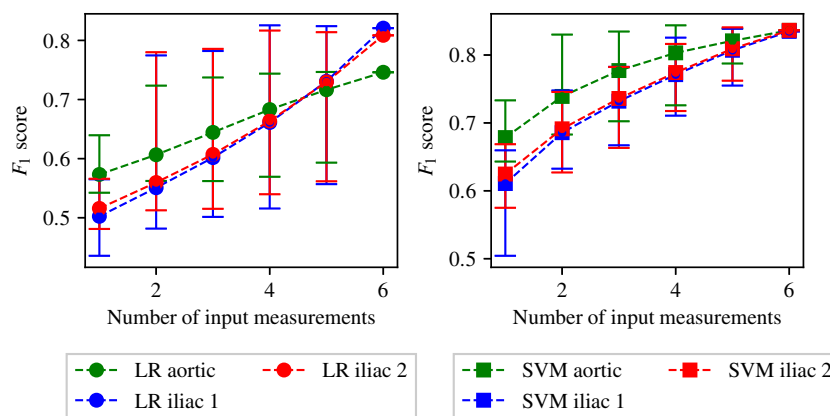 0.8
0.7
0.6
0.5
F1 score
2
4
6
Number of input measurements
LR aortic
LR iliac 2
LR iliac 1
0.8
0.7
0.6
0.5
F1 score
2
4
6
Number of input measurements
SVM aortic
SVM iliac 2
SVM iliac 1